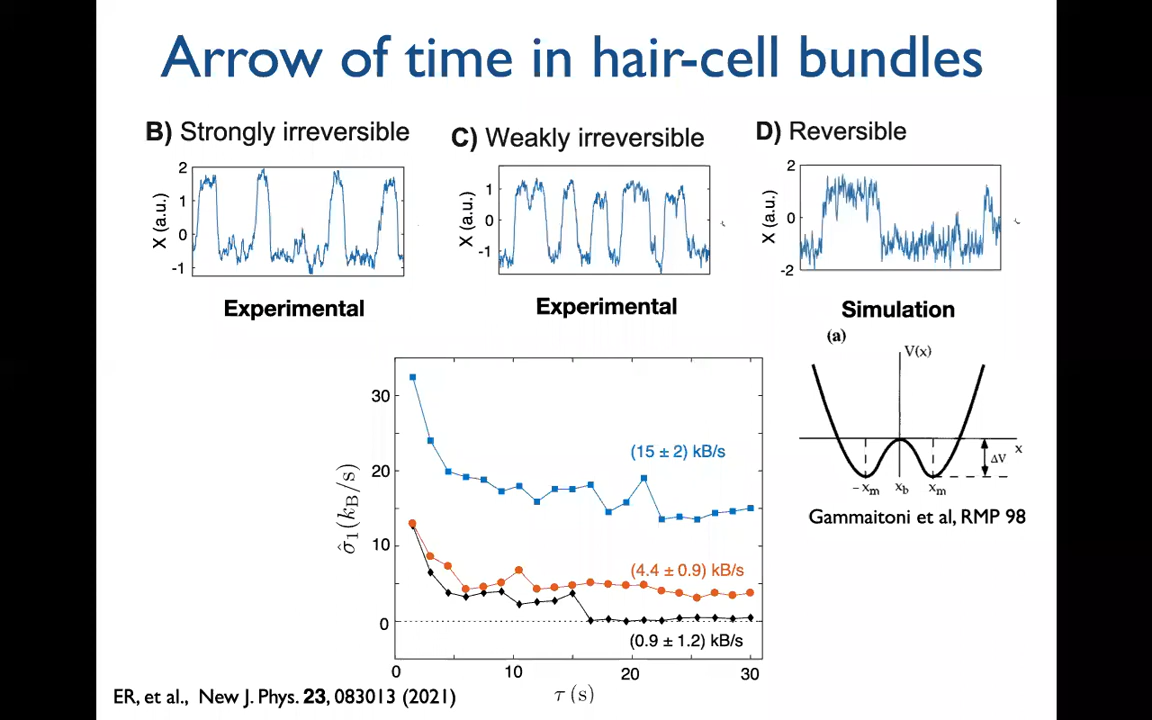 Arrow of time in hair-cell bundles
B) Strongly irreversible
C) Weakly irreversible
D) Reversible
2
1
0
-1
X (a.u.)
1
0
-1
X (a.u.)
2
0
-2
X (a.u.)
Experimental
Experimental
Simulation
(a)
V(x)
x
ΔV
-xm
xb
xm
Gammaitoni et al, RMP 98
30
20
10
0
σ̂1(kB/s)
(15 ± 2) kB/s
(4.4 ± 0.9) kB/s
(0.9 ± 1.2) kB/s
0
10
20
30
τ (s)
ER, et al., New J. Phys. 23, 083013 (2021)